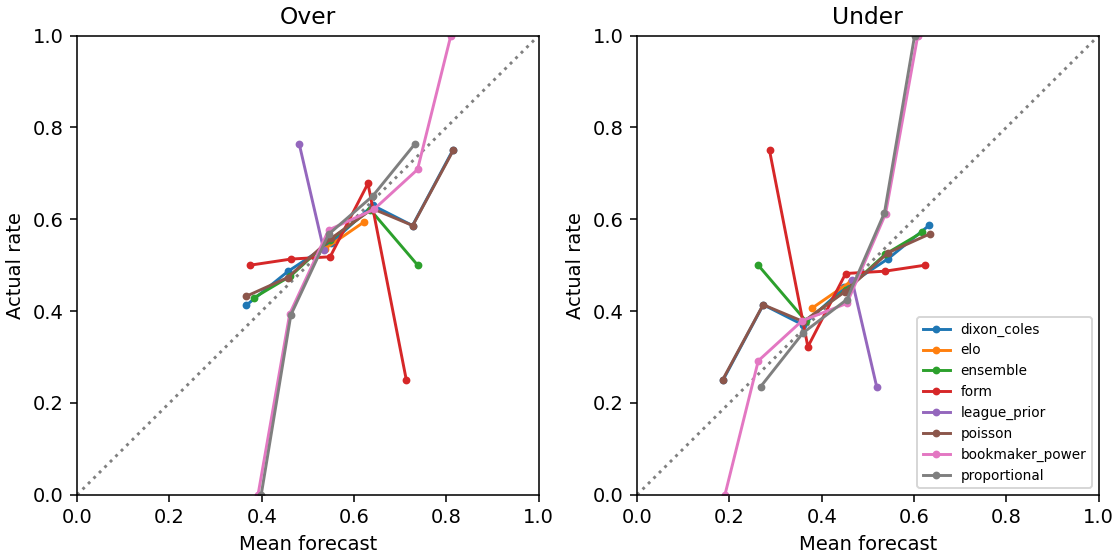 Over
Under
1.0
0.8
0.6
0.4
0.2
0.0
Actual rate
0.0 0.2 0.4 0.6 0.8 1.0
Mean forecast
1.0
0.8
0.6
0.4
0.2
0.0
Actual rate
0.0 0.2 0.4 0.6 0.8 1.0
Mean forecast
dixon_coles
elo
ensemble
form
league_prior
poisson
bookmaker_power
proportional